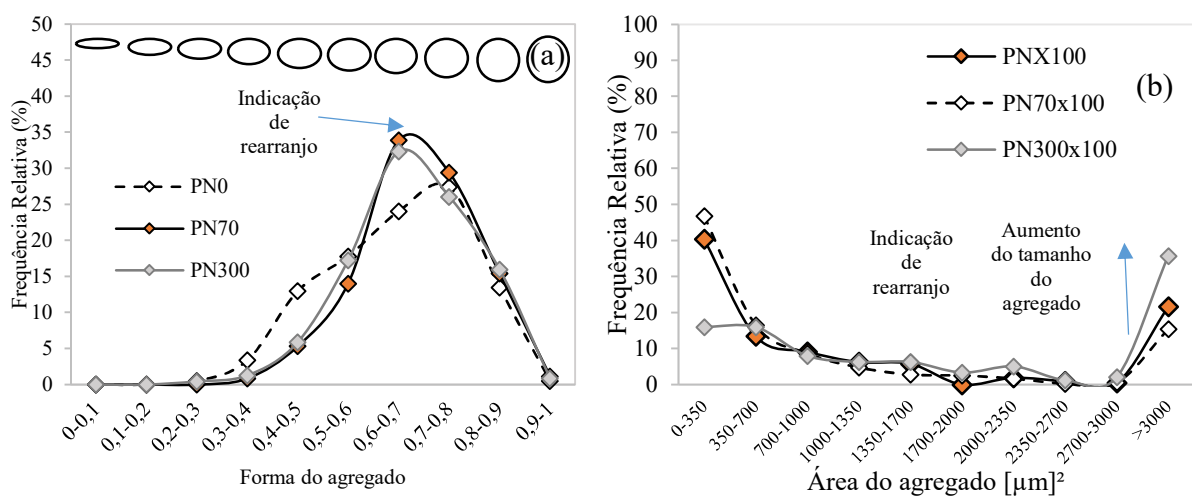 50
45
40
35
30
25
20
15
10
5
0
Frequência Relativa (%)
(a)
Indicação
de
rearranjo
PN0
PN70
PN300
0-0,1
0,1-0,2
0,2-0,3
0,3-0,4
0,4-0,5
0,5-0,6
0,6-0,7
0,7-0,8
0,8-0,9
0,9-1
Forma do agregado
100
90
80
70
60
50
40
30
20
10
0
Frequência Relativa (%)
PNX100
PN70x100
PN300x100
(b)
Indicação
de
rearranjo
Aumento
do tamanho
do
agregado
0-350
350-700
700-1000
1000-1350
1350-1700
1700-2000
2000-2350
2350-2700
2700-3000
>3000
Área do agregado [µm]²